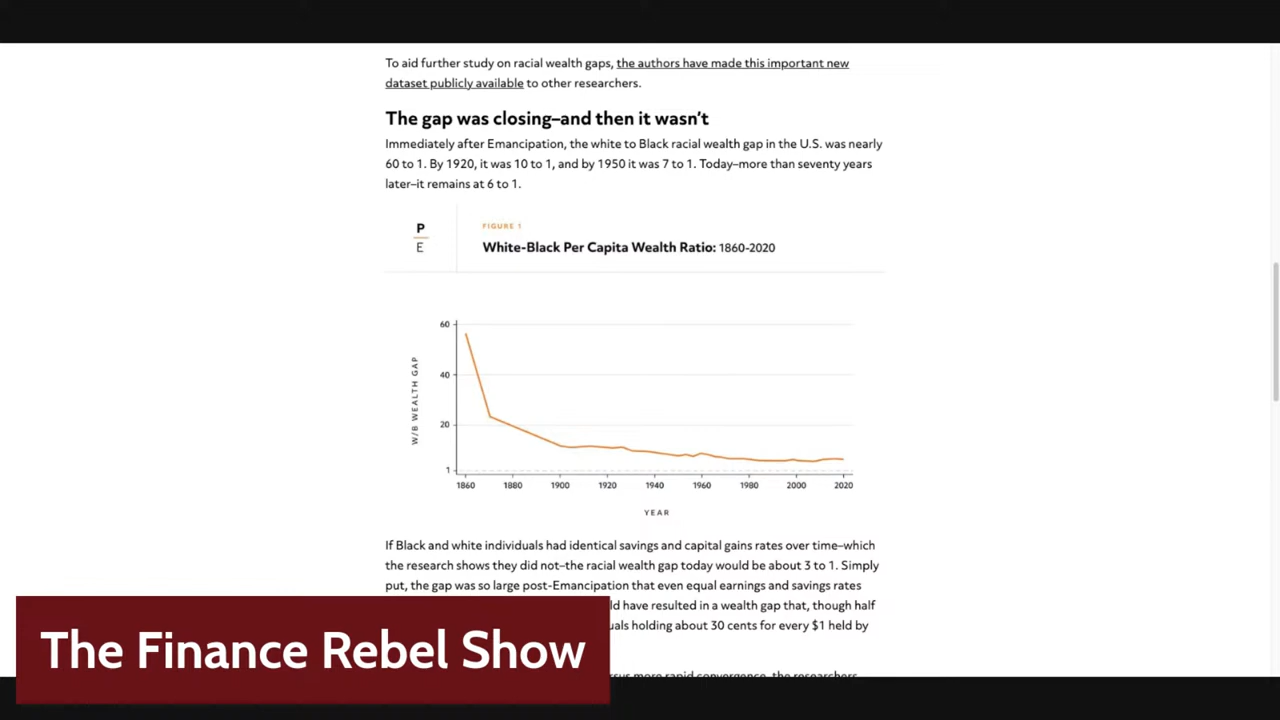 To aid further study on racial wealth gaps, the authors have made this important new
dataset publicly available to other researchers.
The gap was closing–and then it wasn't
Immediately after Emancipation, the white to Black racial wealth gap in the U.S. was nearly
60 to 1. By 1920, it was 10 to 1, and by 1950 it was 7 to 1. Today–more than seventy years
later–it remains at 6 to 1.
P
E
FIGURE 1
White-Black Per Capita Wealth Ratio: 1860-2020
W/B WEALTH GAP
60
40
20
1
1860 1880 1900 1920 1940 1960 1980 2000 2020
YEAR
If Black and white individuals had identical savings and capital gains rates over time–which
the research shows they did not–the racial wealth gap today would be about 3 to 1. Simply
put, the gap was so large post-Emancipation that even equal earnings and savings rates
have resulted in a wealth gap that, though half
holding about 30 cents for every $1 held by
more rapid convergence, the researchers
The Finance Rebel Show